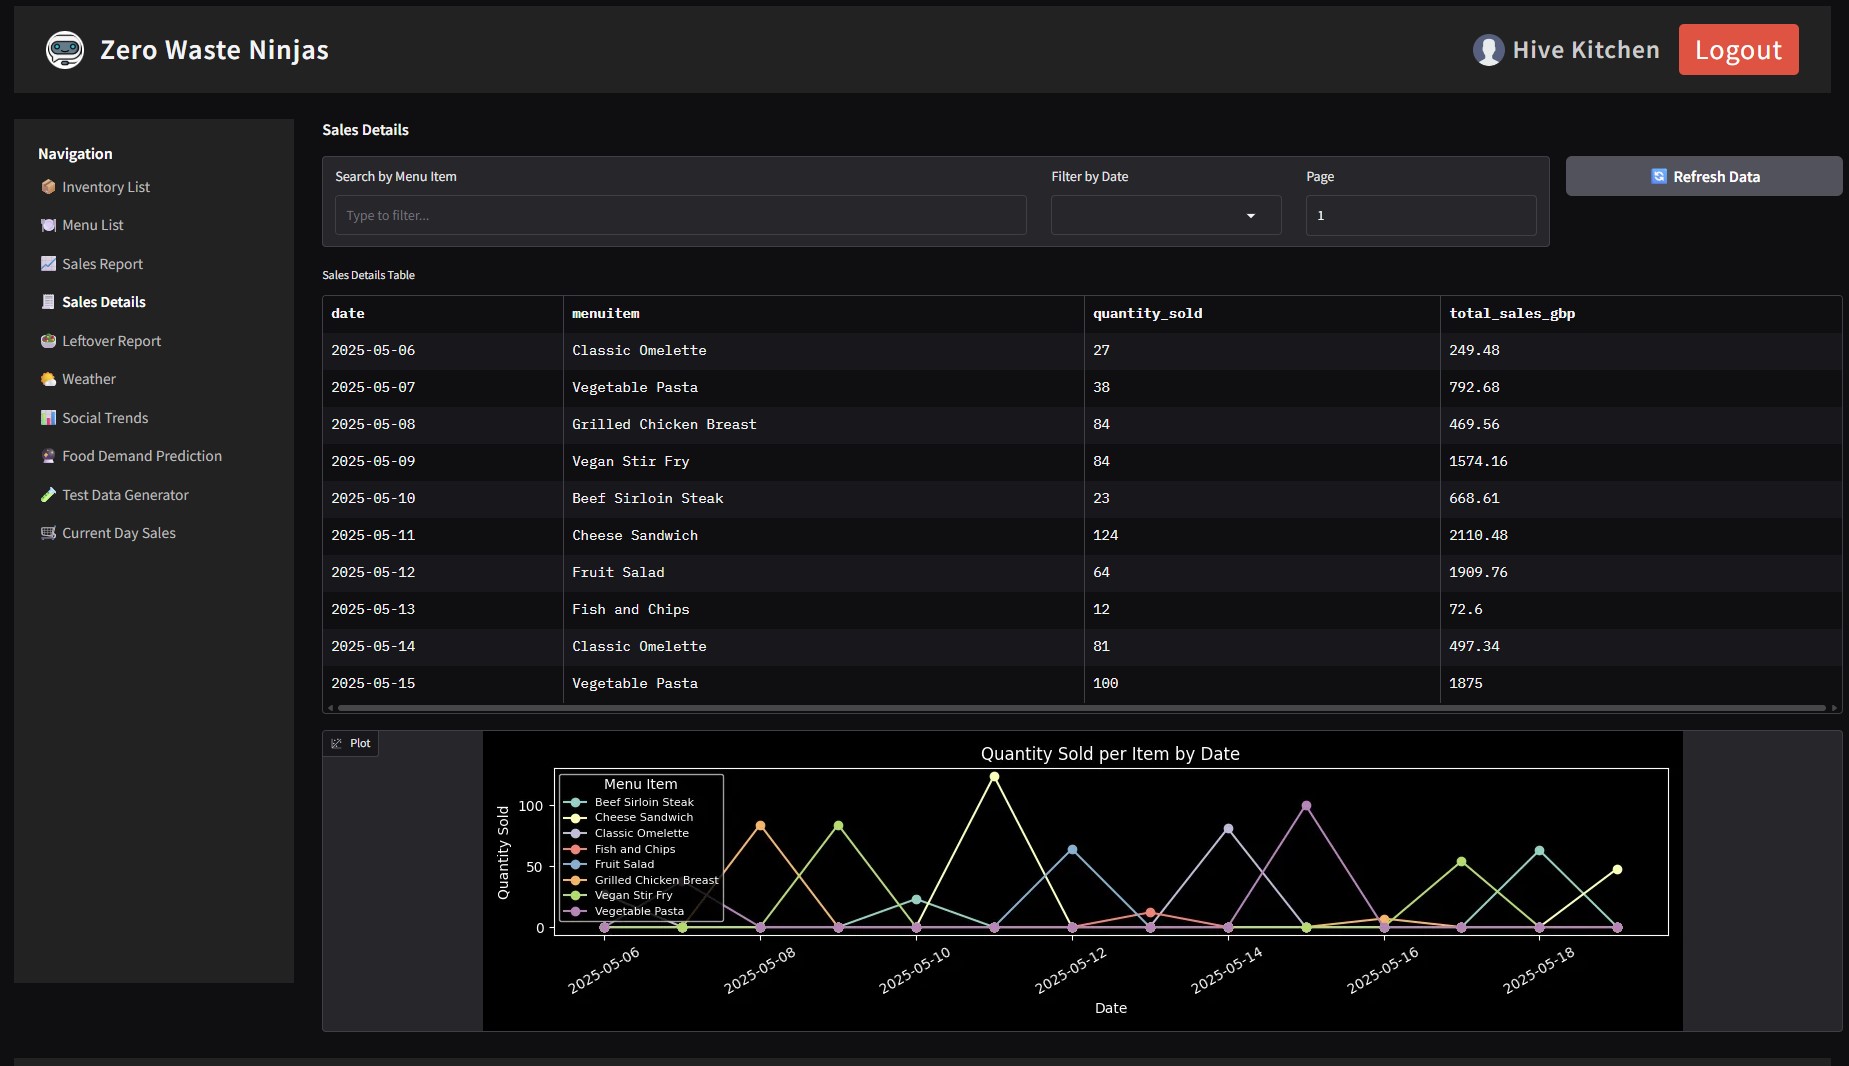 Zero Waste Ninjas
Hive Kitchen
Logout
Navigation
Inventory List
Menu List
Sales Report
Sales Details
Leftover Report
Weather
Social Trends
Food Demand Prediction
Test Data Generator
Current Day Sales
Sales Details
Search by Menu Item
Filter by Date
Page
Type to filter...
1
Refresh Data
Sales Details Table
date menuitem quantity_sold total_sales_gbp
2025-05-06 Classic Omelette 27 249.48
2025-05-07 Vegetable Pasta 38 792.68
2025-05-08 Grilled Chicken Breast 84 469.56
2025-05-09 Vegan Stir Fry 84 1574.16
2025-05-10 Beef Sirloin Steak 23 668.61
2025-05-11 Cheese Sandwich 124 2110.48
2025-05-12 Fruit Salad 64 1909.76
2025-05-13 Fish and Chips 12 72.6
2025-05-14 Classic Omelette 81 497.34
2025-05-15 Vegetable Pasta 100 1875
Plot
Quantity Sold per Item by Date
Menu Item
Beef Sirloin Steak
Cheese Sandwich
Classic Omelette
Fish and Chips
Fruit Salad
Grilled Chicken Breast
Vegan Stir Fry
Vegetable Pasta
Quantity Sold
100
50
0
2025-05-06 2025-05-08 2025-05-10 2025-05-12 2025-05-14 2025-05-16 2025-05-18
Date